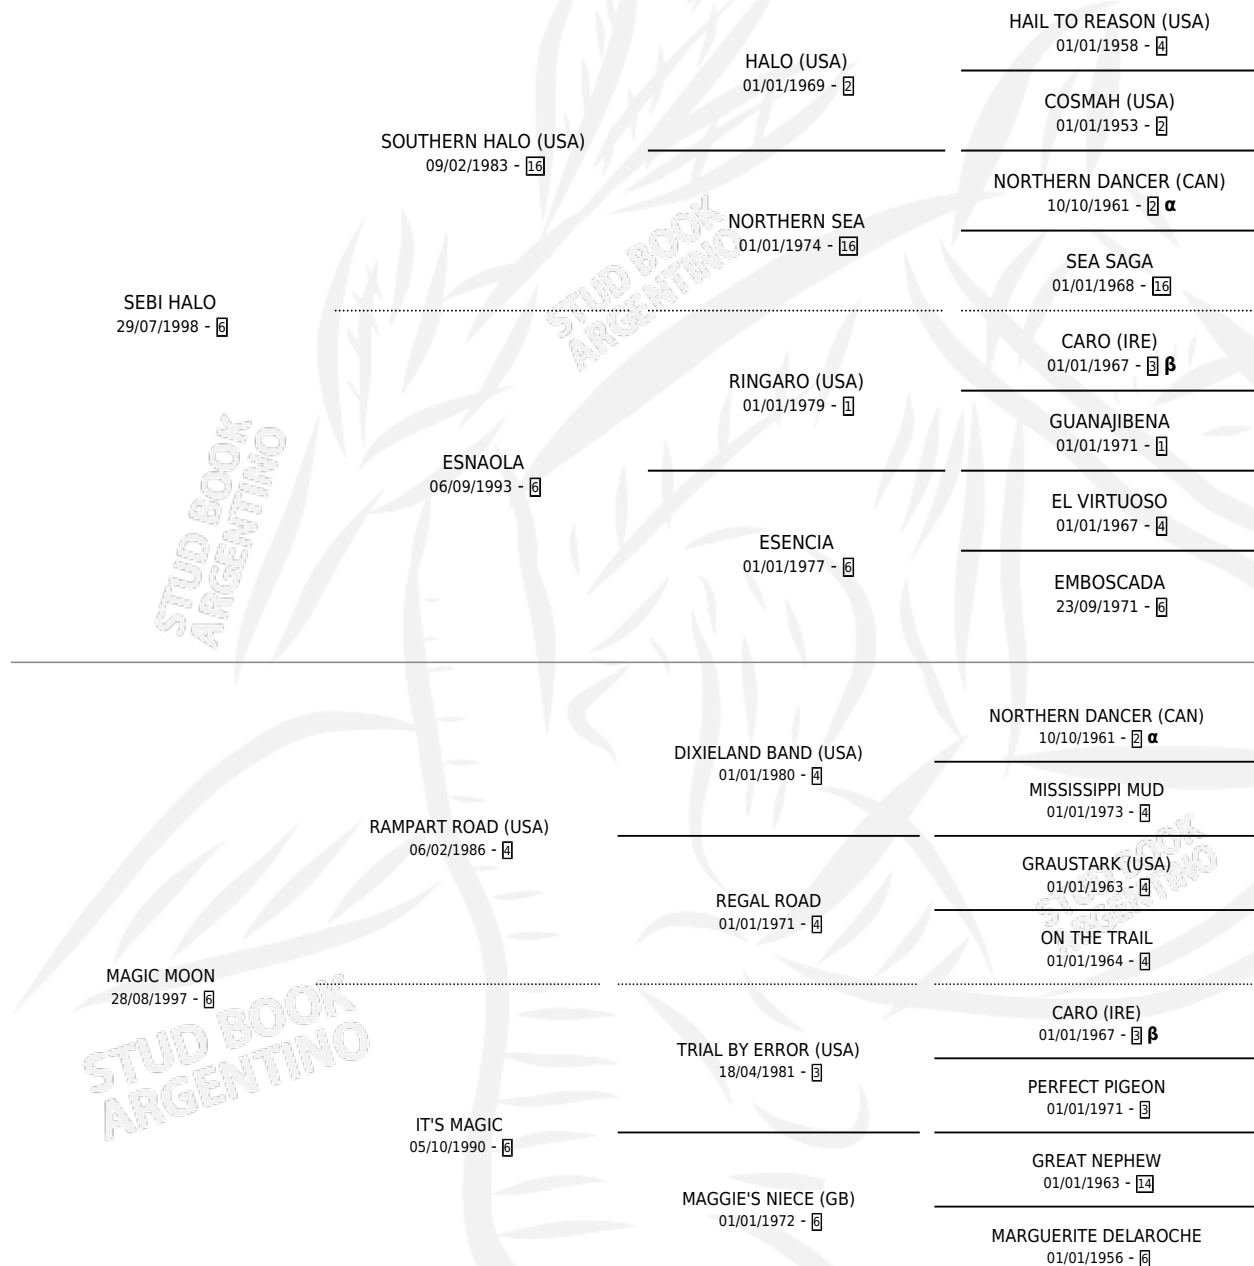 HAIL TO REASON (USA)
01/01/1958 - 4
HALO (USA)
01/01/1969 - 2
COSMAH (USA)
01/01/1953 - 2
SOUTHERN HALO (USA)
09/02/1983 - 16
NORTHERN DANCER (CAN)
10/10/1961 - 2 α
NORTHERN SEA
01/01/1974 - 16
SEA SAGA
01/01/1968 - 16
SEBI HALO
29/07/1998 - 6
CARO (IRE)
01/01/1967 - 3 β
RINGARO (USA)
01/01/1979 - 1
GUANAJIBENA
01/01/1971 - 1
ESNAOLA
06/09/1993 - 6
EL VIRTUOSO
01/01/1967 - 4
ESENCIA
01/01/1977 - 6
EMBOSCADA
23/09/1971 - 6
NORTHERN DANCER (CAN)
10/10/1961 - 2 α
DIXIELAND BAND (USA)
01/01/1980 - 4
MISSISSIPPI MUD
01/01/1973 - 4
RAMPART ROAD (USA)
06/02/1986 - 4
GRAUSTARK (USA)
01/01/1963 - 4
REGAL ROAD
01/01/1971 - 4
ON THE TRAIL
01/01/1964 - 4
MAGIC MOON
28/08/1997 - 6
CARO (IRE)
01/01/1967 - 3 β
TRIAL BY ERROR (USA)
18/04/1981 - 3
PERFECT PIGEON
01/01/1971 - 3
IT'S MAGIC
05/10/1990 - 6
GREAT NEPHEW
01/01/1963 - 14
MAGGIE'S NIECE (GB)
01/01/1972 - 6
MARGUERITE DELAROCHE
01/01/1956 - 6
STUD BOOK
ARGENTINO
STUD BOOK
ARGENTINO
STUD BOOK
ARGENTINO
STUD BOOK
ARGENTINO